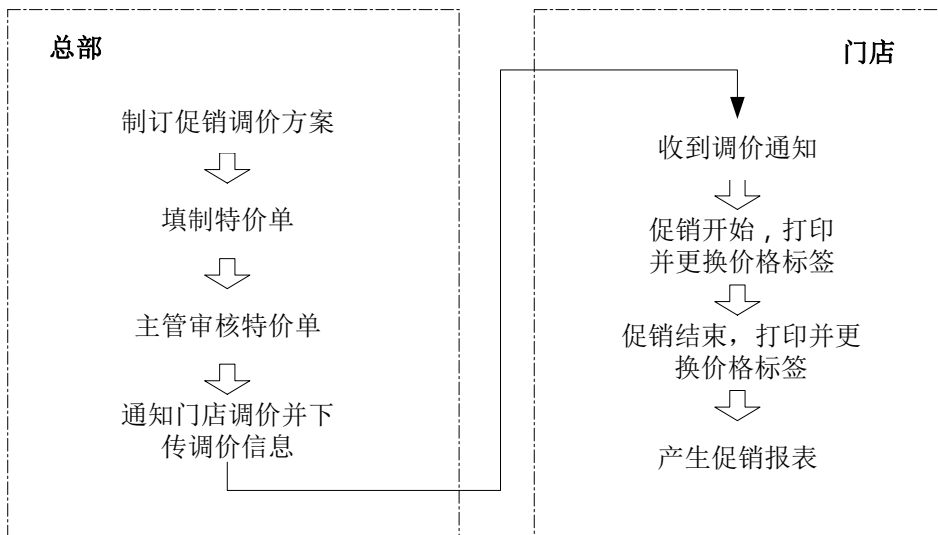 总部
制订促销调价方案
填制特价单
主管审核特价单
通知门店调价并下
传调价信息
门店
收到调价通知
促销开始，打印
并更换价格标签
促销结束，打印并更
换价格标签
产生促销报表